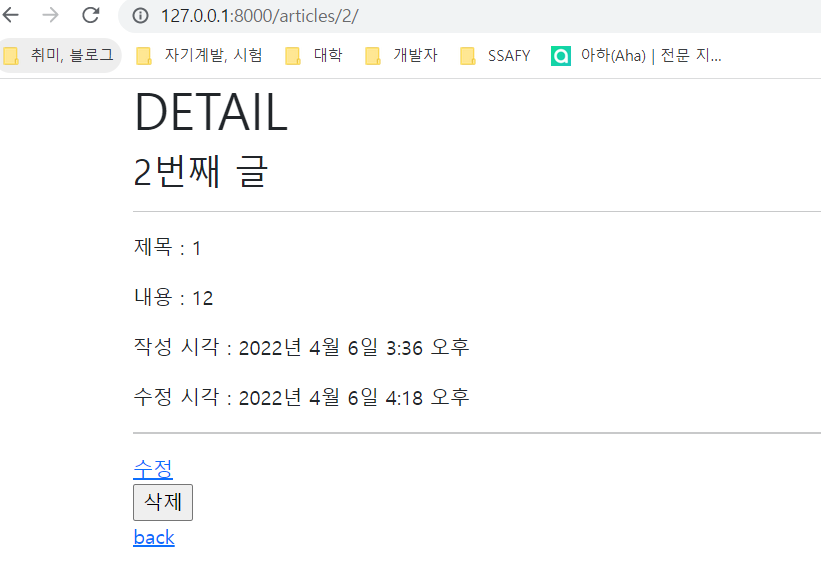 127.0.0.1:8000/articles/2/
취미, 블로그 자기계발, 시험 대학 개발자 SSAFY 아하(Aha) | 전문 지...
DETAIL
2번째 글
제목 : 1
내용 : 12
작성 시각 : 2022년 4월 6일 3:36 오후
수정 시각 : 2022년 4월 6일 4:18 오후
수정
삭제
back